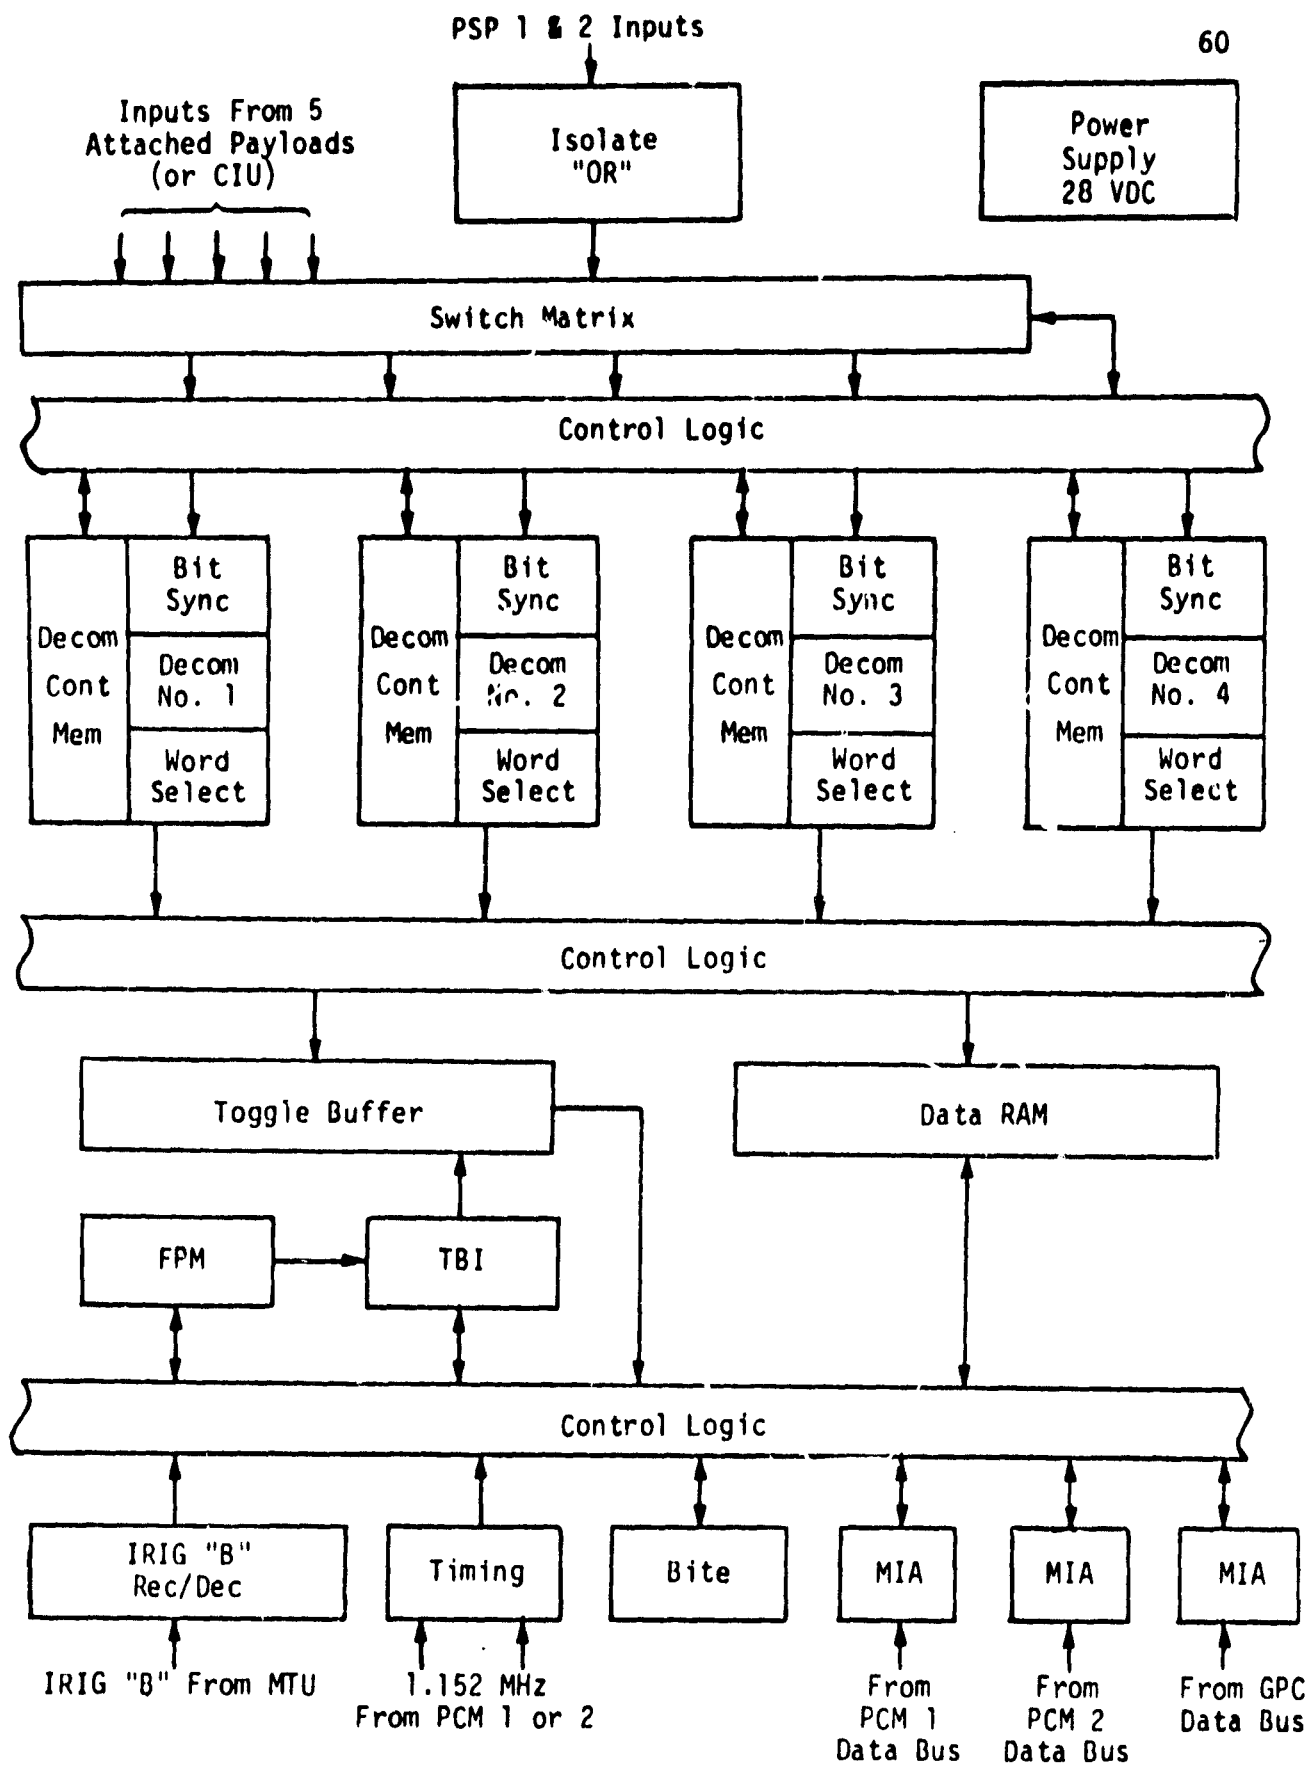 PSP 1 & 2 Inputs
60
Inputs From 5
Attached Payloads
(or CIU)
Isolate
"OR"
Power
Supply
28 VDC
Switch Matrix
Control Logic
Decom
Cont
Mem
Bit
Sync
Decom
No. 1
Word
Select
Decom
Cont
Mem
Bit
Sync
Decom
No. 2
Word
Select
Decom
Cont
Mem
Bit
Sync
Decom
No. 3
Word
Select
Decom
Cont
Mem
Bit
Sync
Decom
No. 4
Word
Select
Control Logic
Toggle Buffer
Data RAM
FPM
TBI
Control Logic
IRIG "B"
Rec/Dec
Timing
Bite
MIA
MIA
MIA
IRIG "B" From MTU
1.152 MHz
From PCM 1 or 2
From
PCM 1
Data Bus
From
PCM 2
Data Bus
From GPC
Data Bus